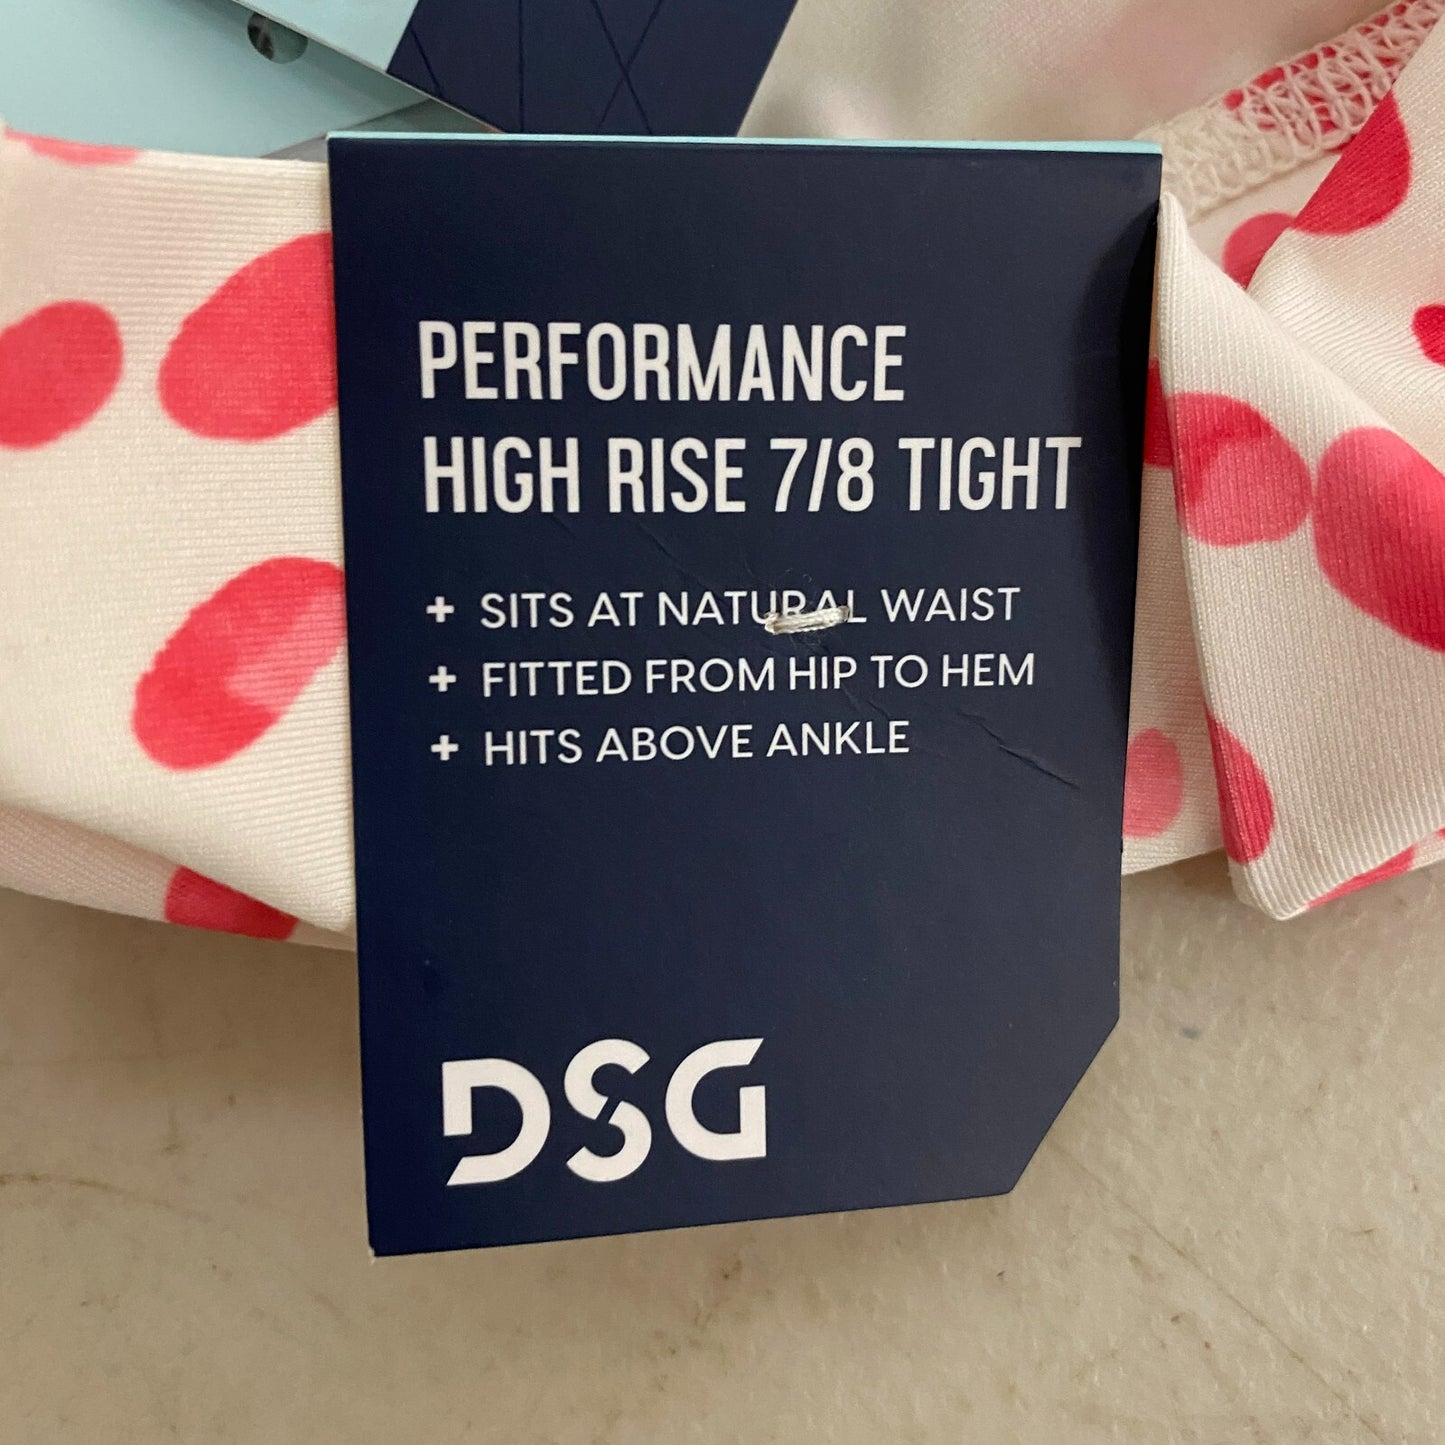 PERFORMANCE
HIGH RISE 7/8 TIGHT
+ SITS AT NATURAL WAIST
+ FITTED FROM HIP TO HEM
+ HITS ABOVE ANKLE
DSG